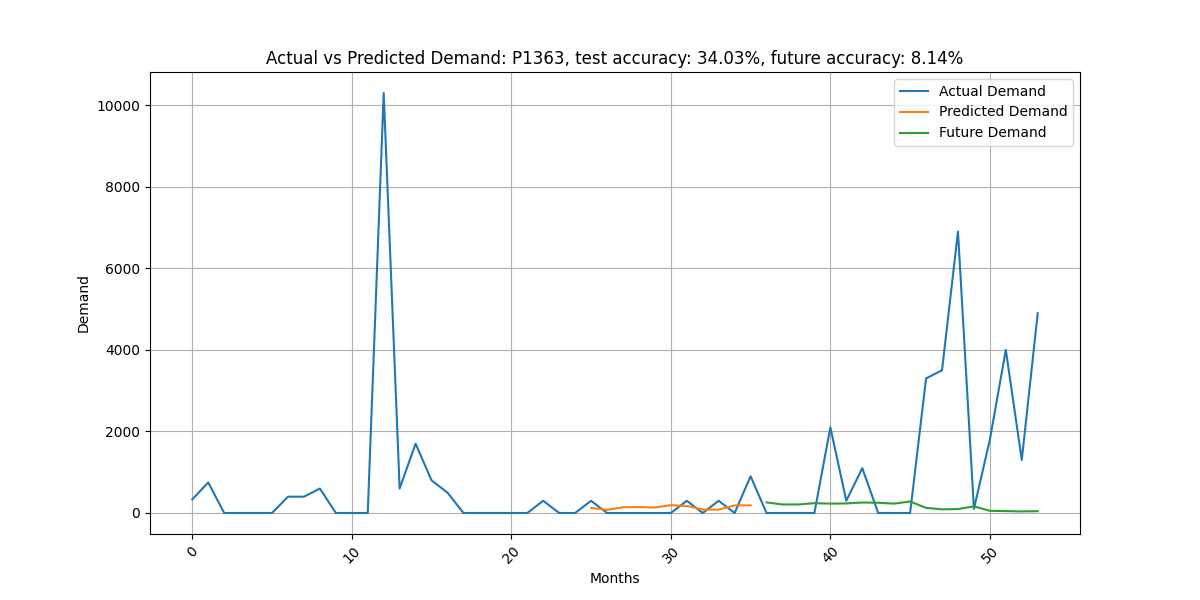 Actual vs Predicted Demand: P1363, test accuracy: 34.03%, future accuracy: 8.14%
Actual Demand
Predicted Demand
Future Demand
10000
8000
6000
4000
2000
0
Demand
0
10
20
30
40
50
Months